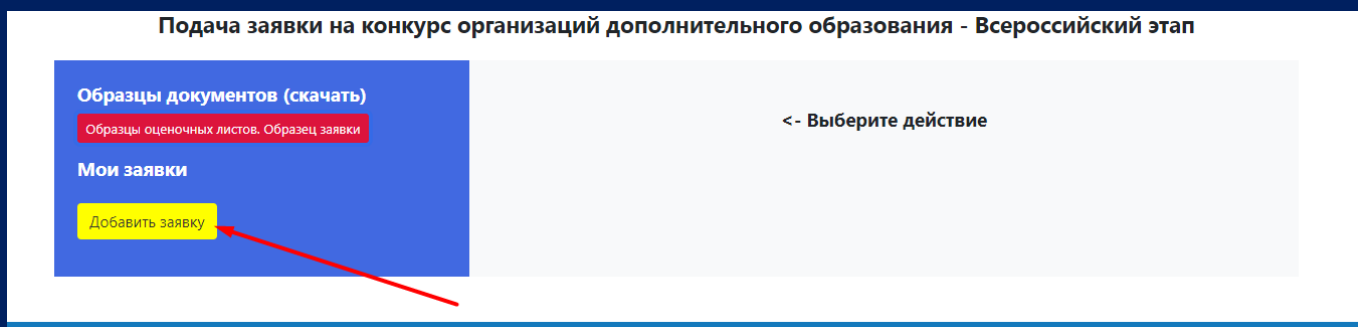 Подача заявки на конкурс организаций дополнительного образования - Всероссийский этап
Образцы документов (скачать)
Образцы оценочных листов. Образец заявки
Мои заявки
Добавить заявку
<- Выберите действие